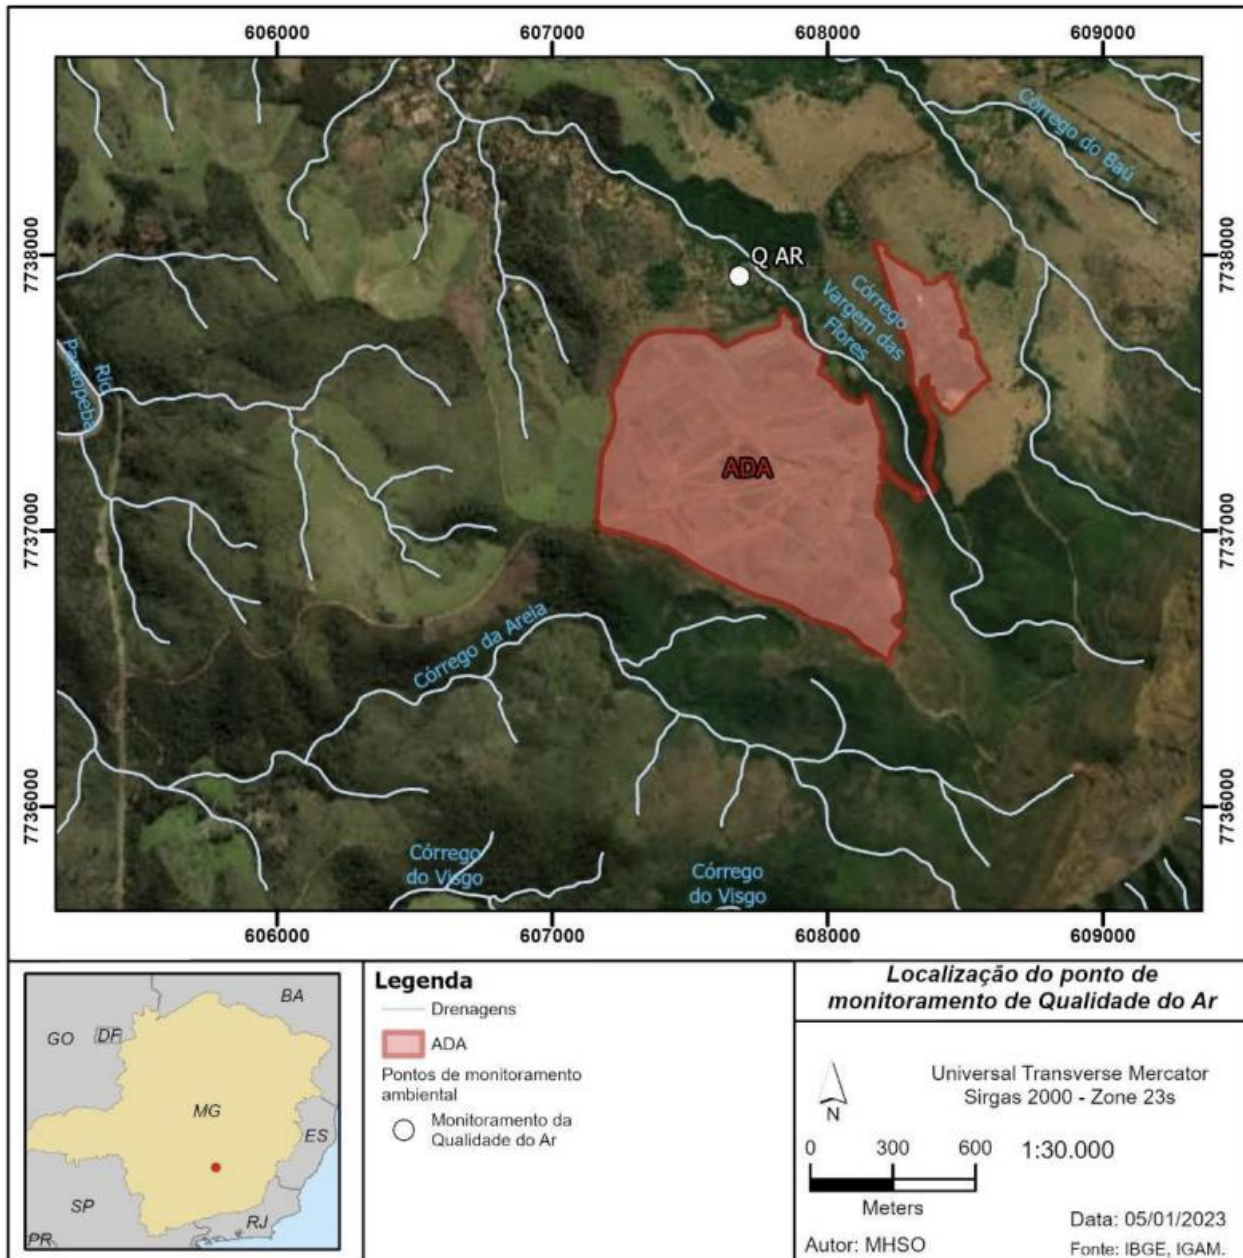 606000
607000
608000
609000
Córrego do Baú
7738000
7738000
Q AR
Córrego
Vargem das
Flores
Rio
Paraopeba
ADA
7737000
7737000
Córrego da Areia
7736000
7736000
Córrego
do Visgo
Córrego
do Visgo
606000
607000
608000
609000
BA
GO
DF
MG
ES
SP
RJ
PR
Legenda
Drenagens
ADA
Pontos de monitoramento
ambiental
Monitoramento da
Qualidade do Ar
Localização do ponto de
monitoramento de Qualidade do Ar
N
Universal Transverse Mercator
Sirgas 2000 - Zone 23s
0 300 600
1:30.000
Meters
Data: 05/01/2023
Autor: MHSO
Fonte: IBGE, IGAM.